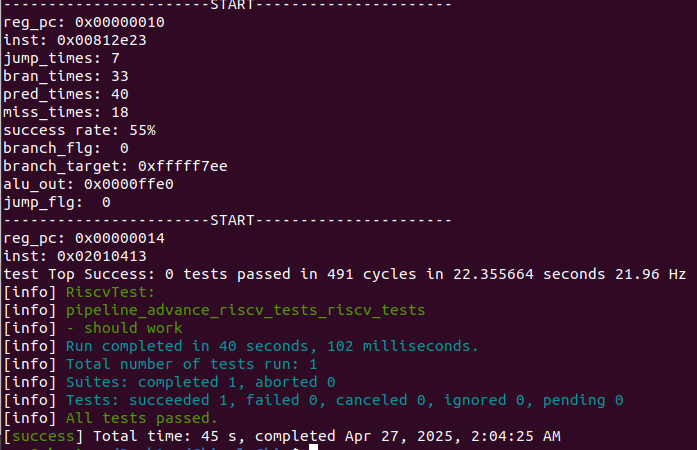 -----------------------START----------------------
reg_pc: 0x00000010
inst: 0x00812e23
jump_times: 7
bran_times: 33
pred_times: 40
miss_times: 18
success rate: 55%
branch_flg:  0
branch_target: 0xfffff7ee
alu_out: 0x0000ffe0
jump_flg:  0
-----------------------START----------------------
reg_pc: 0x00000014
inst: 0x02010413
test Top Success: 0 tests passed in 491 cycles in 22.355664 seconds 21.96 Hz
[info] RiscvTest:
[info] pipeline_advance_riscv_tests_riscv_tests
[info] - should work
[info] Run completed in 40 seconds, 102 milliseconds.
[info] Total number of tests run: 1
[info] Suites: completed 1, aborted 0
[info] Tests: succeeded 1, failed 0, canceled 0, ignored 0, pending 0
[info] All tests passed.
[success] Total time: 45 s, completed Apr 27, 2025, 2:04:25 AM